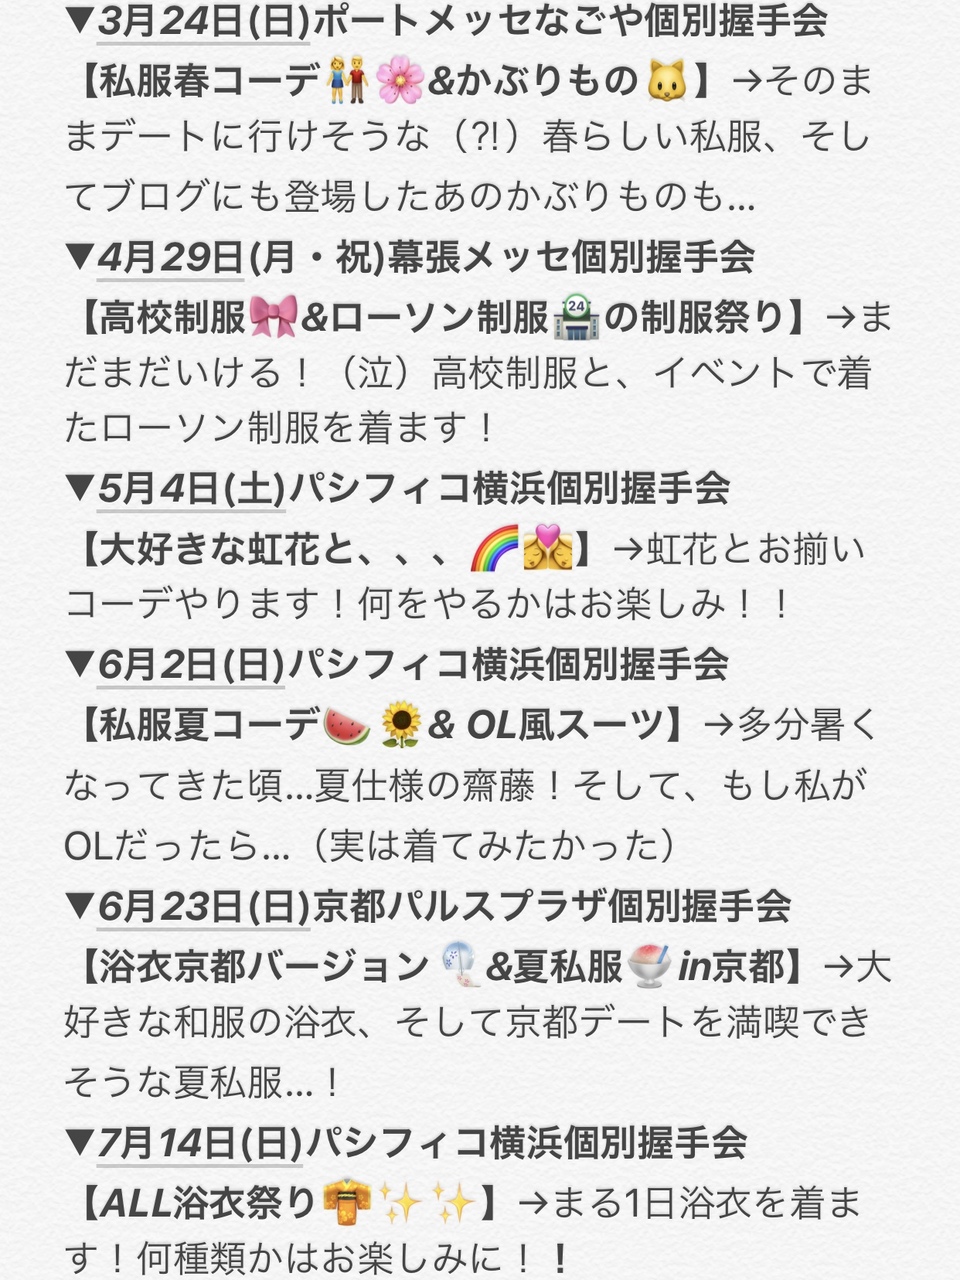 ▼3月24日(日)ポートメッセなごや個別握手会
【私服春コーデ👫🌸&かぶりもの🐱】→そのま
まデートに行けそうな（⁈）春らしい私服、そし
てブログにも登場したあのかぶりものも...
▼4月29日(月・祝)幕張メッセ個別握手会
【高校制服🎀&ローソン制服🏪の制服祭り】→ま
だまだいける！（泣）高校制服と、イベントで着
たローソン制服を着ます！
▼5月4日(土)パシフィコ横浜個別握手会
【大好きな虹花と、、、🌈👩‍❤️‍💋‍👩】→虹花とお揃い
コーデやります！何をやるかはお楽しみ！！
▼6月2日(日)パシフィコ横浜個別握手会
【私服夏コーデ🍉🌻& OL風スーツ】→多分暑く
なってきた頃...夏仕様の齋藤！そして、もし私が
OLだったら...（実は着てみたかった）
▼6月23日(日)京都パルスプラザ個別握手会
【浴衣京都バージョン🎐&夏私服🍧in京都】→大
好きな和服の浴衣、そして京都デートを満喫でき
そうな夏私服...！
▼7月14日(日)パシフィコ横浜個別握手会
【ALL浴衣祭り👘✨✨】→まる1日浴衣を着ま
す！何種類かはお楽しみに！！